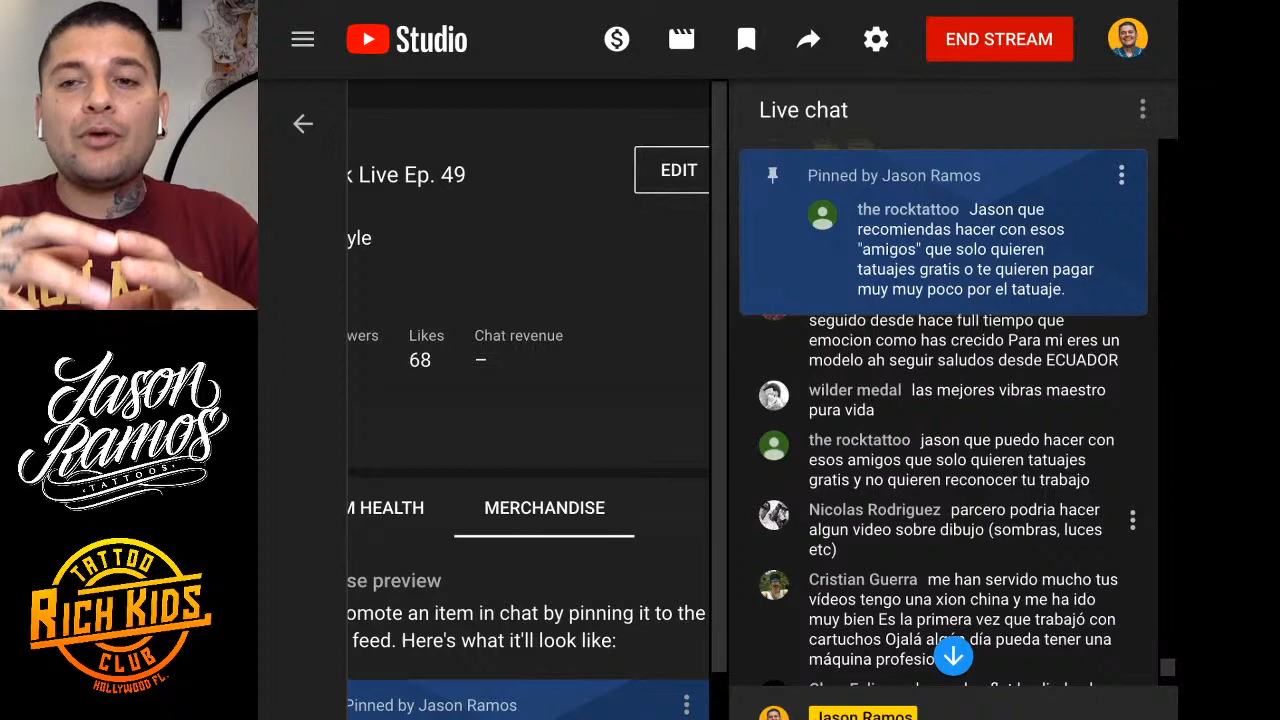 Studio
END STREAM
k Live Ep. 49
EDIT
yle
wers
Likes
Chat revenue
68
–
M HEALTH
MERCHANDISE
se preview
omote an item in chat by pinning it to the
feed. Here's what it'll look like:
Pinned by Jason Ramos
Live chat
Pinned by Jason Ramos
the rocktattoo Jason que
recomiendas hacer con esos
"amigos" que solo quieren
tatuajes gratis o te quieren pagar
muy muy poco por el tatuaje.
seguido desde hace full tiempo que
emocion como has crecido Para mi eres un
modelo ah seguir saludos desde ECUADOR
wilder medal las mejores vibras maestro
pura vida
the rocktattoo jason que puedo hacer con
esos amigos que solo quieren tatuajes
gratis y no quieren reconocer tu trabajo
Nicolas Rodriguez parcero podria hacer
algun video sobre dibujo (sombras, luces
etc)
Cristian Guerra me han servido mucho tus
vídeos tengo una xion china y me ha ido
muy bien Es la primera vez que trabajó con
cartuchos Ojalá algún día pueda tener una
máquina profesio
Jason Ramos
Jason
Ramos
TATTOOS
TATTOO
RICH KIDS
CLUB
HOLLYWOOD FL.